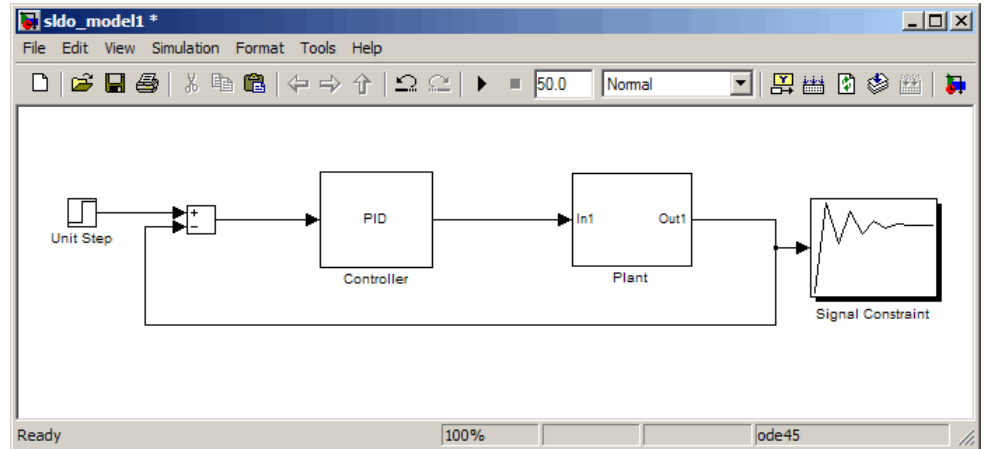 sldo_model1 *
File Edit View Simulation Format Tools Help
50.0 Normal
Unit Step
+
−
PID
Controller
In1 Out1
Plant
Signal Constraint
Ready 100% ode45